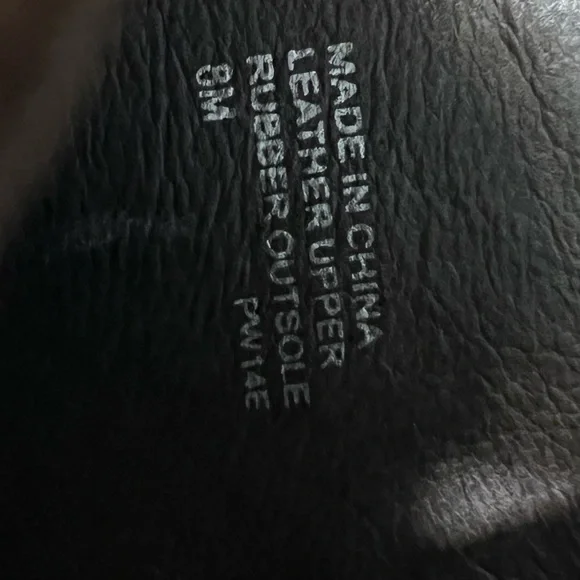 MADE IN CHINA
LEATHER UPPER
RUBBER OUTSOLE
8M PW14E